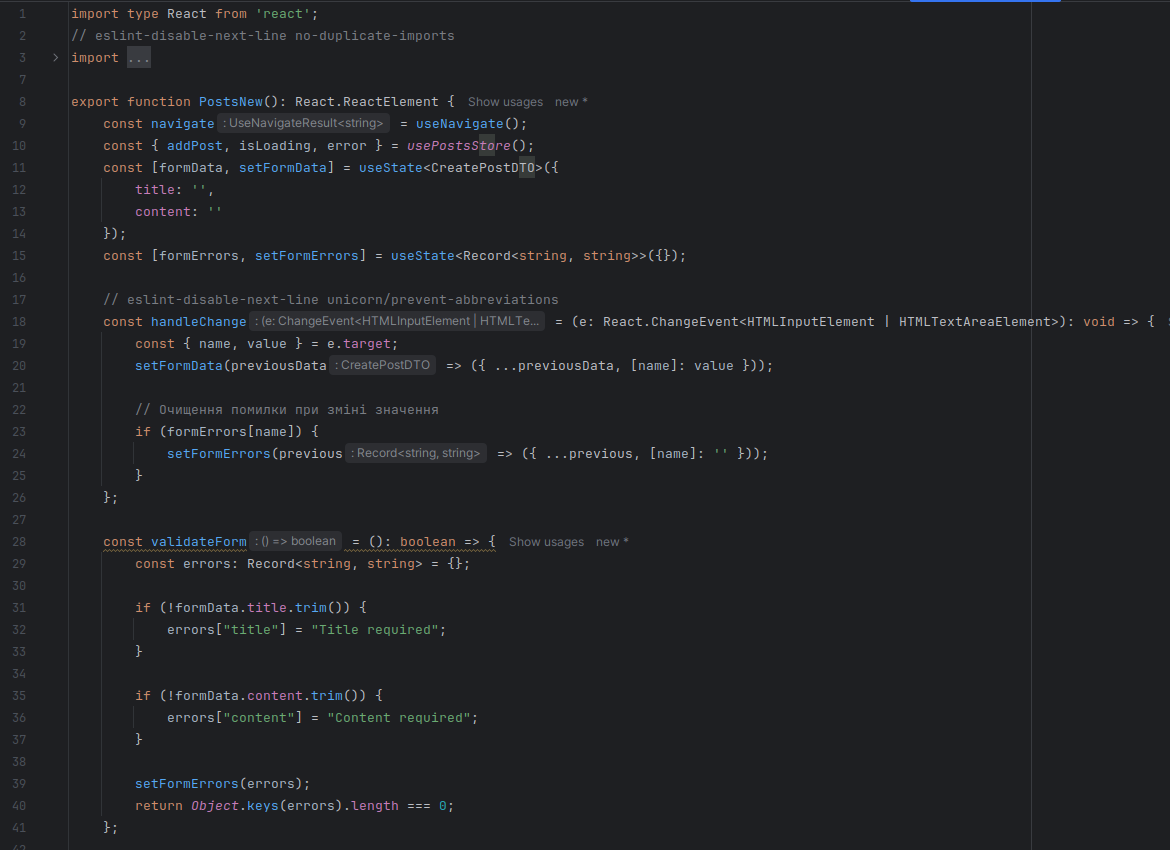 1 import type React from 'react';
2 // eslint-disable-next-line no-duplicate-imports
3 import ...
7
8 export function PostsNew(): React.ReactElement { Show usages new *
9 const navigate : UseNavigateResult<string> = useNavigate();
10 const { addPost, isLoading, error } = usePostsStore();
11 const [formData, setFormData] = useState<CreatePostDTO>({
12 title: '',
13 content: ''
14 });
15 const [formErrors, setFormErrors] = useState<Record<string, string>>({});
16
17 // eslint-disable-next-line unicorn/prevent-abbreviations
18 const handleChange : (e: ChangeEvent<HTMLInputElement | HTMLTe... = (e: React.ChangeEvent<HTMLInputElement | HTMLTextAreaElement>): void => {
19 const { name, value } = e.target;
20 setFormData(previousData : CreatePostDTO => ({ ...previousData, [name]: value }));
21
22 // Очищення помилки при зміні значення
23 if (formErrors[name]) {
24 setFormErrors(previous : Record<string, string> => ({ ...previous, [name]: '' }));
25 }
26 };
27
28 const validateForm : () => boolean = (): boolean => { Show usages new *
29 const errors: Record<string, string> = {};
30
31 if (!formData.title.trim()) {
32 errors["title"] = "Title required";
33 }
34
35 if (!formData.content.trim()) {
36 errors["content"] = "Content required";
37 }
38
39 setFormErrors(errors);
40 return Object.keys(errors).length === 0;
41 };